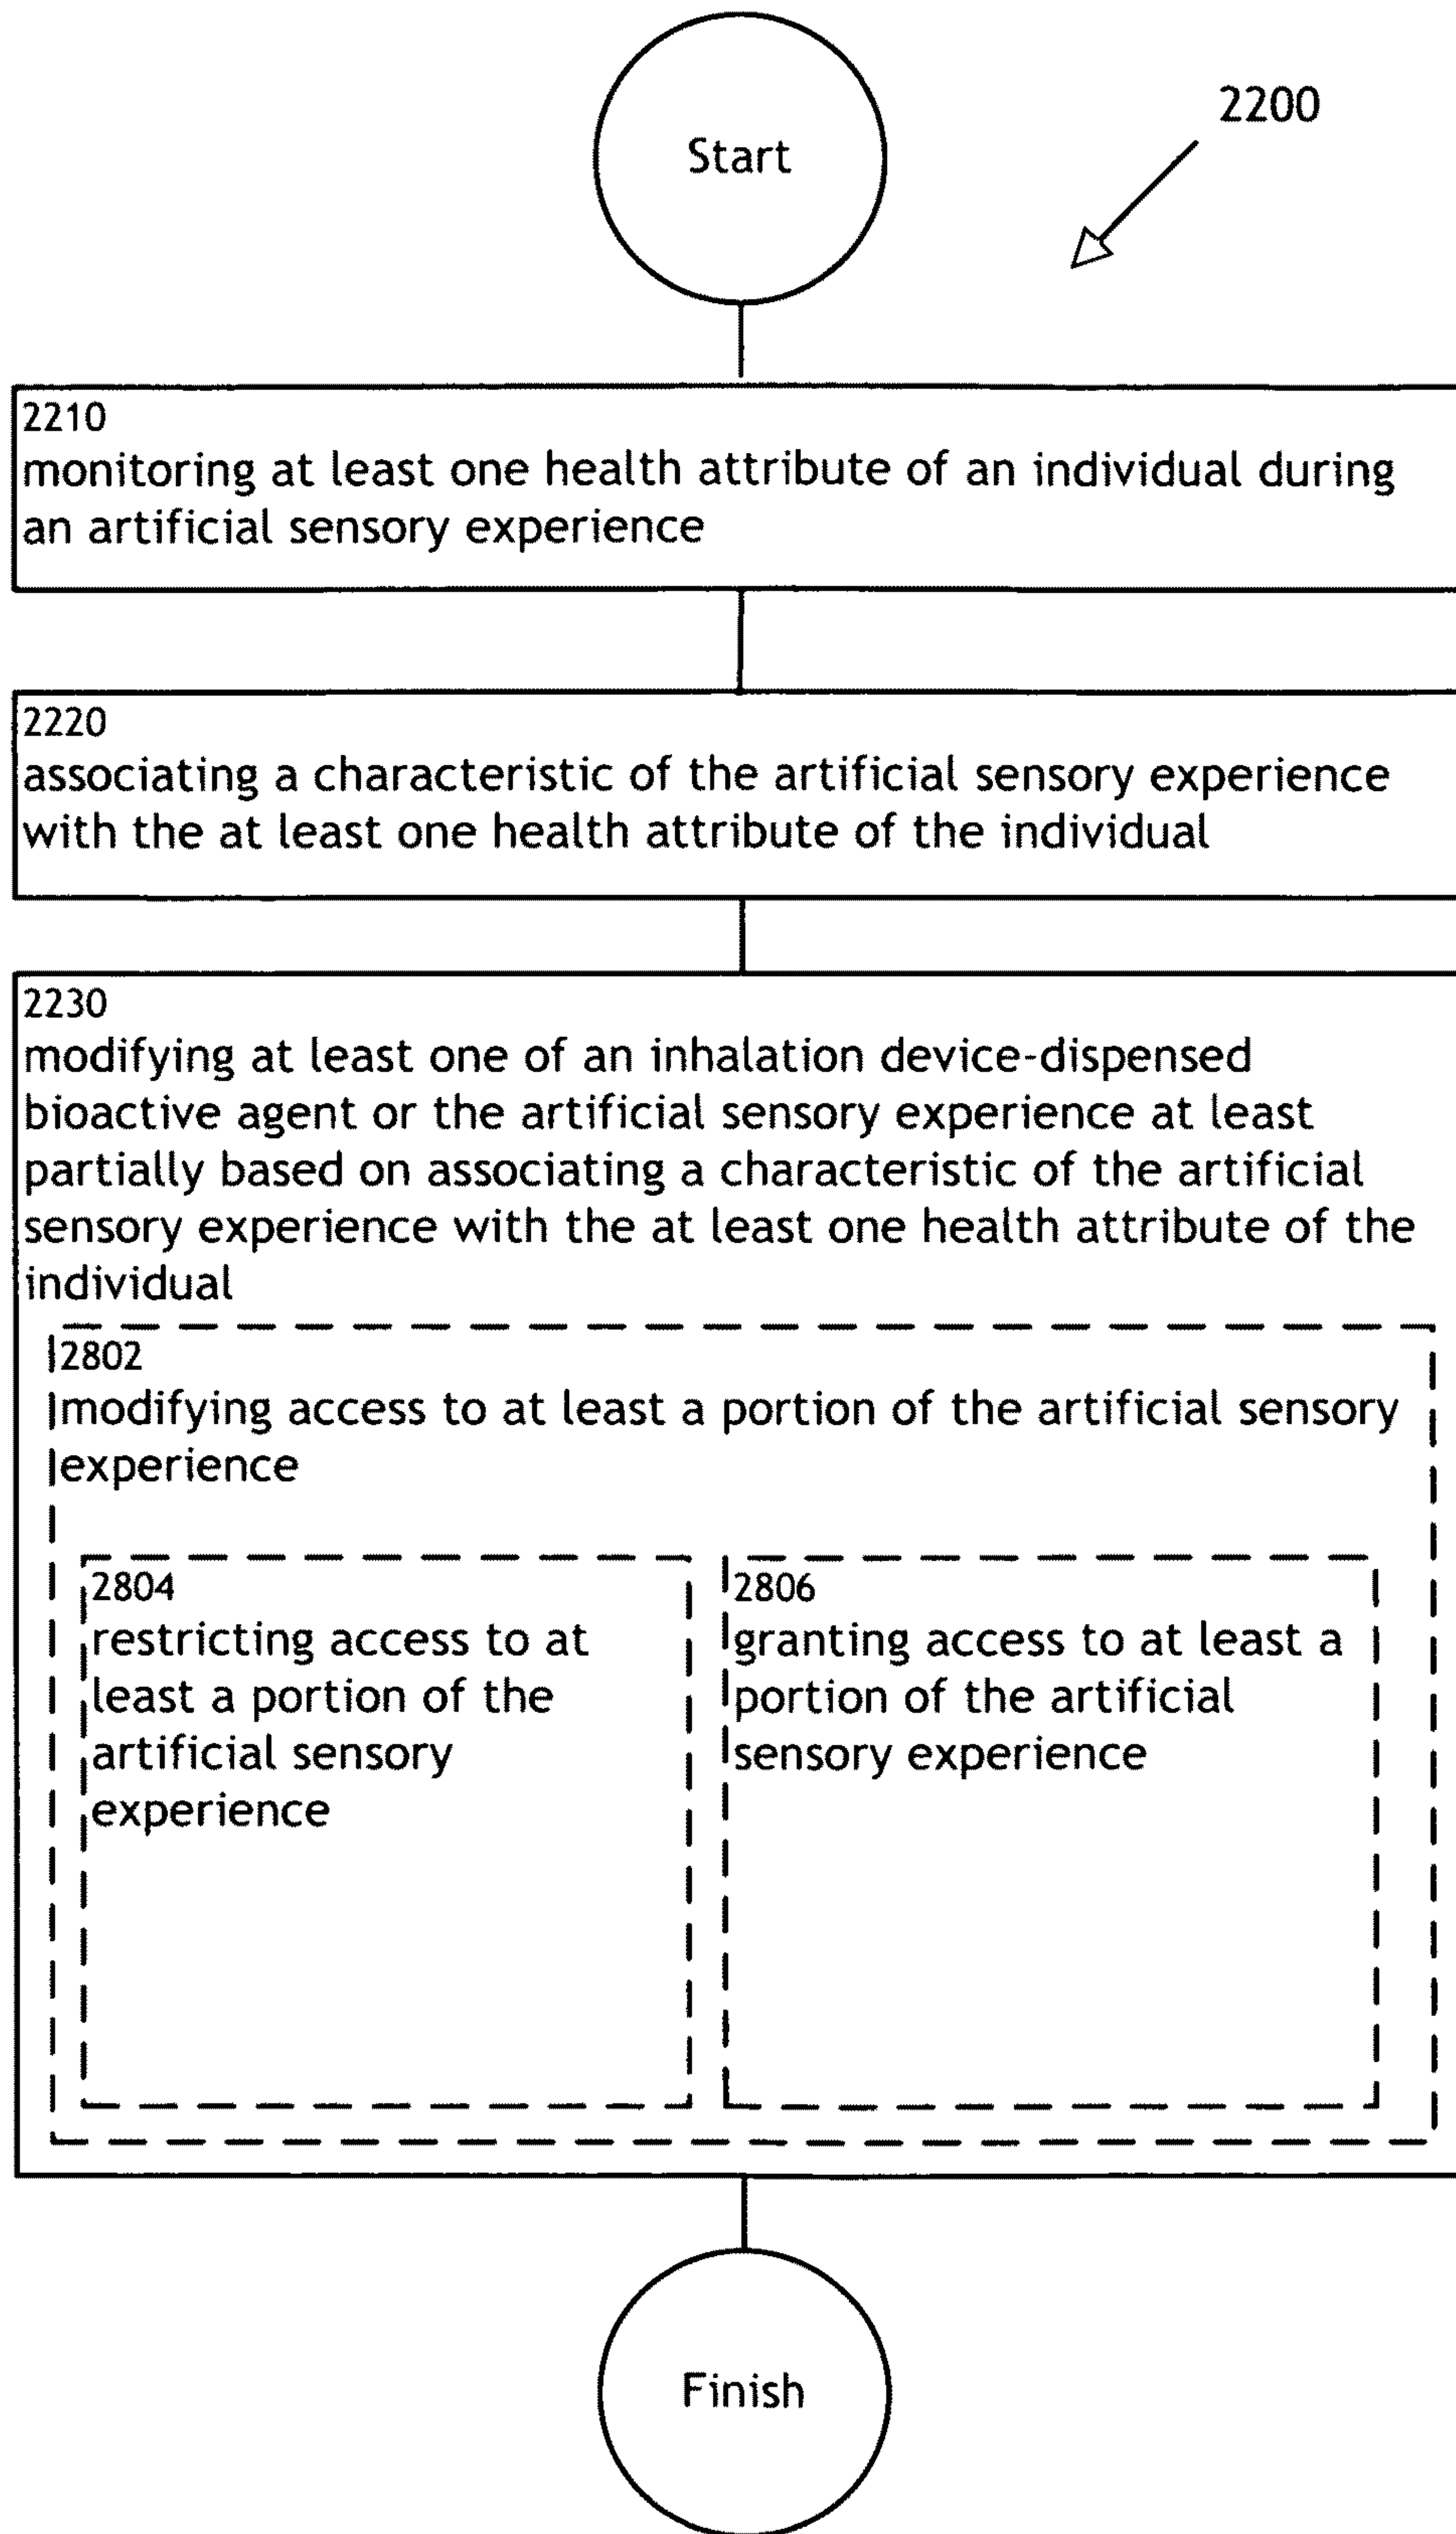 Start
2200
2210
monitoring at least one health attribute of an individual during
an artificial sensory experience
2220
associating a characteristic of the artificial sensory experience
with the at least one health attribute of the individual
2230
modifying at least one of an inhalation device-dispensed
bioactive agent or the artificial sensory experience at least
partially based on associating a characteristic of the artificial
sensory experience with the at least one health attribute of the
individual
2802
modifying access to at least a portion of the artificial sensory
experience
2804
restricting access to at
least a portion of the
artificial sensory
experience
2806
granting access to at least a
portion of the artificial
sensory experience
Finish